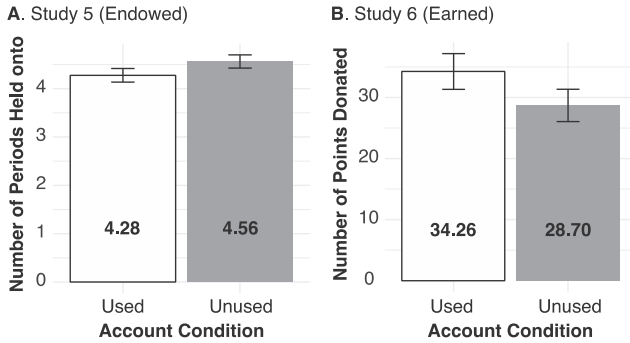 A. Study 5 (Endowed)
Number of Periods Held onto
4
3
2
1
0
4.28
4.56
Used
Unused
Account Condition
B. Study 6 (Earned)
Number of Points Donated
30
20
10
0
34.26
28.70
Used
Unused
Account Condition